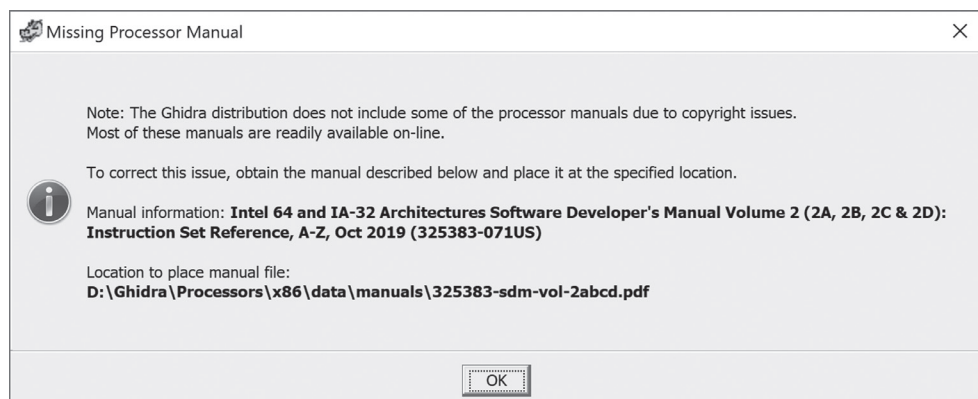 Missing Processor Manual
Note: The Ghidra distribution does not include some of the processor manuals due to copyright issues.
Most of these manuals are readily available on-line.
To correct this issue, obtain the manual described below and place it at the specified location.
Manual information: Intel 64 and IA-32 Architectures Software Developer's Manual Volume 2 (2A, 2B, 2C & 2D):
Instruction Set Reference, A-Z, Oct 2019 (325383-071US)
Location to place manual file:
D:\Ghidra\Processors\x86\data\manuals\325383-sdm-vol-2abcd.pdf
OK